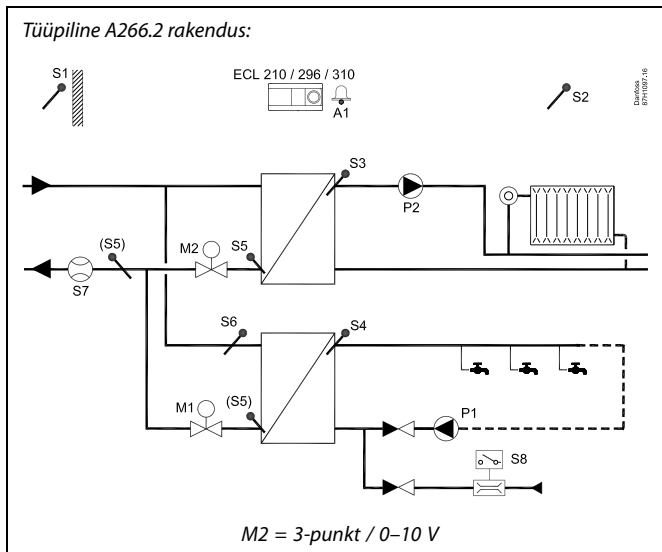 Tüüpiline A266.2 rakendus:
S1
ECL 210 / 296 / 310
A1
S2
Danfoss
87H1097.16
S3
P2
(S5)
M2
S5
S7
S6
S4
M1
(S5)
P1
S8
M2 = 3-punkt / 0–10 V